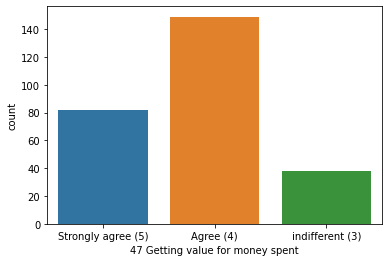 140
120
100
80
60
40
20
0
count
Strongly agree (5) Agree (4) indifferent (3)
47 Getting value for money spent